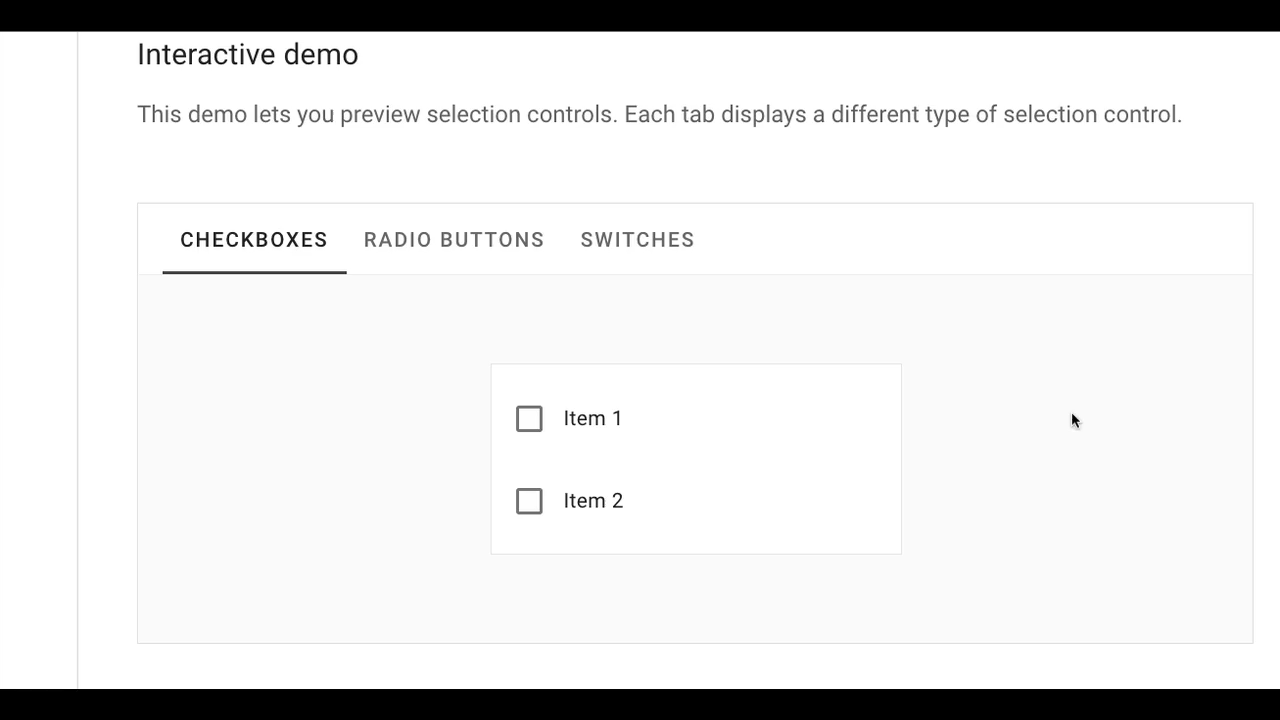 Interactive demo
This demo lets you preview selection controls. Each tab displays a different type of selection control.
CHECKBOXES RADIO BUTTONS SWITCHES
Item 1
Item 2